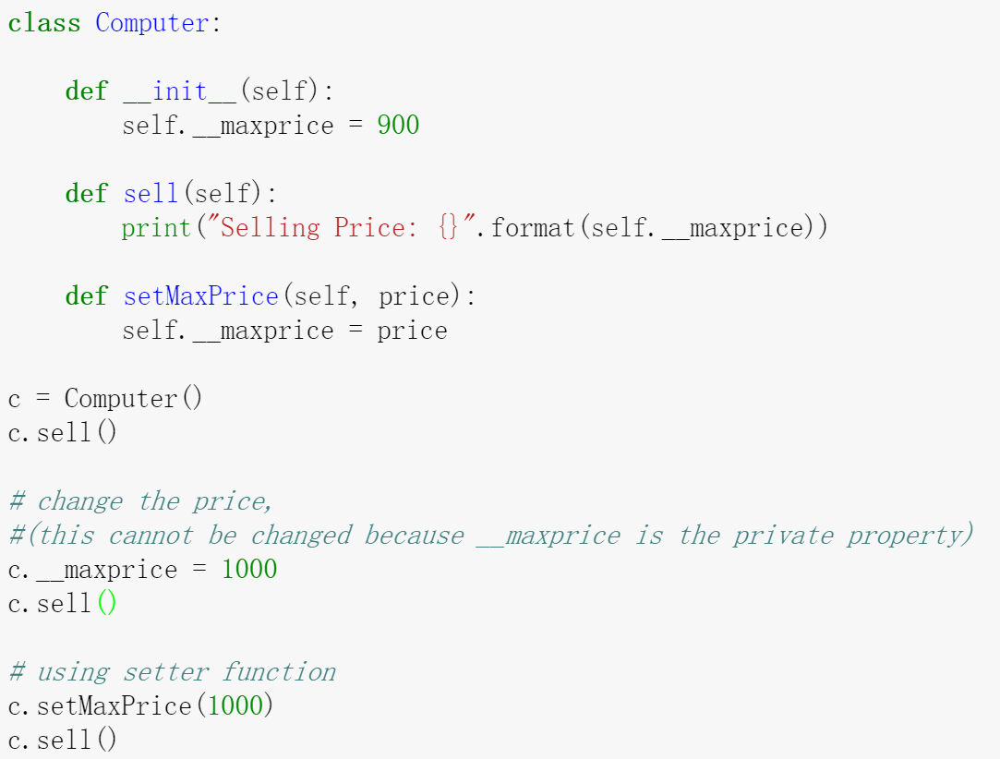 class Computer:
    def __init__(self):
        self.__maxprice = 900
    def sell(self):
        print("Selling Price: {}".format(self.__maxprice))
    def setMaxPrice(self, price):
        self.__maxprice = price
c = Computer()
c.sell()
# change the price,
#(this cannot be changed because __maxprice is the private property)
c.__maxprice = 1000
c.sell()
# using setter function
c.setMaxPrice(1000)
c.sell()